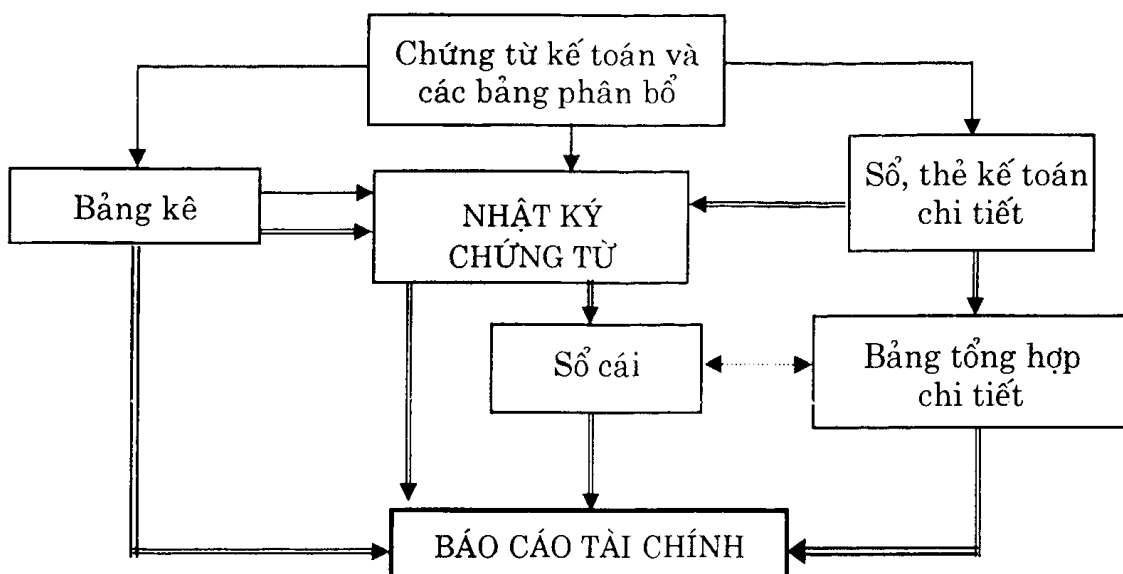 Chứng từ kế toán và
các bảng phân bổ
Bảng kê
NHẬT KÝ
CHỨNG TỪ
Sổ, thẻ kế toán
chi tiết
Sổ cái
Bảng tổng hợp
chi tiết
BÁO CÁO TÀI CHÍNH